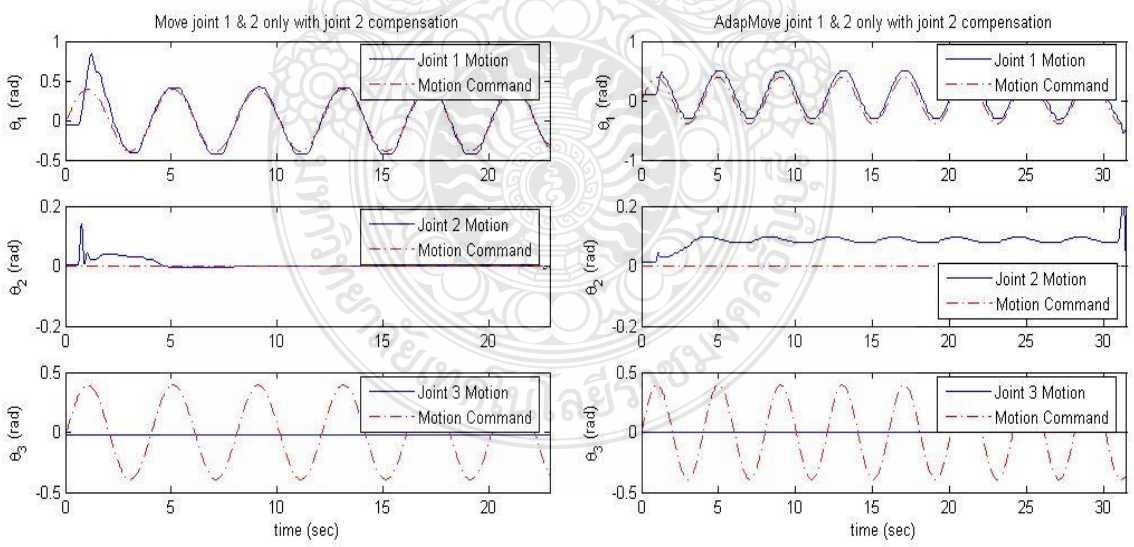 Move joint 1 & 2 only with joint 2 compensation
θ1 (rad)
1
0.5
0
-0.5
Joint 1 Motion
Motion Command
0 5 10 15 20
θ2 (rad)
0.2
0
-0.2
Joint 2 Motion
Motion Command
0 5 10 15 20
θ3 (rad)
0.5
0
-0.5
Joint 3 Motion
Motion Command
0 5 10 15 20
time (sec)
AdapMove joint 1 & 2 only with joint 2 compensation
θ1 (rad)
1
0
-1
Joint 1 Motion
Motion Command
0 5 10 15 20 25 30
θ2 (rad)
0.2
0
-0.2
Joint 2 Motion
Motion Command
0 5 10 15 20 25 30
θ3 (rad)
0.5
0
-0.5
Joint 3 Motion
Motion Command
0 5 10 15 20 25 30
time (sec)